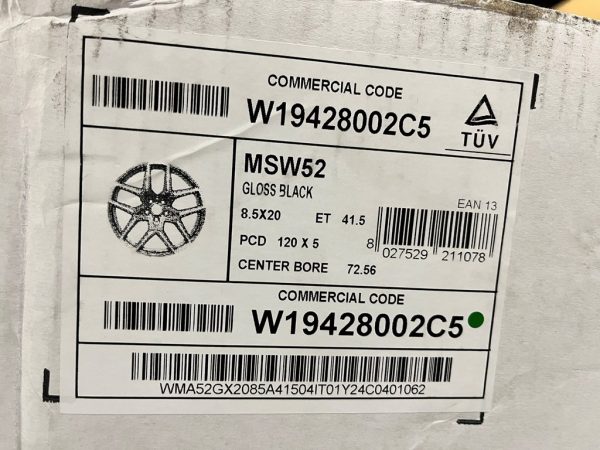 COMMERCIAL CODE
W19428002C5
TÜV
MSW52
GLOSS BLACK
8.5X20 ET 41.5
PCD 120 X 5
CENTER BORE 72.56
EAN 13
8 027529 211078
COMMERCIAL CODE
W19428002C5
WMA52GX2085A41504IT01Y24C0401062